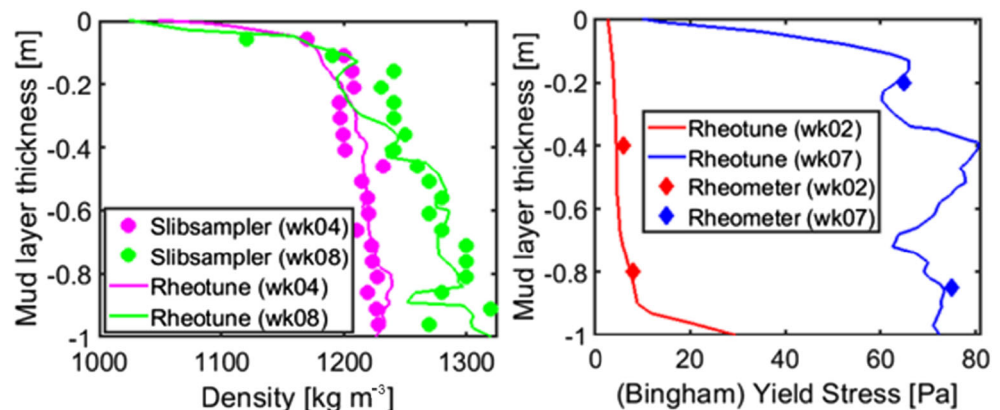 0
-0.2
-0.4
-0.6
-0.8
-1
Mud layer thickness [m]
Slibsampler (wk04)
Slibsampler (wk08)
Rheotune (wk04)
Rheotune (wk08)
1000
1100
1200
1300
Density [kg m⁻³]
0
-0.2
-0.4
-0.6
-0.8
-1
Mud layer thickness [m]
Rheotune (wk02)
Rheotune (wk07)
Rheometer (wk02)
Rheometer (wk07)
0
20
40
60
80
(Bingham) Yield Stress [Pa]